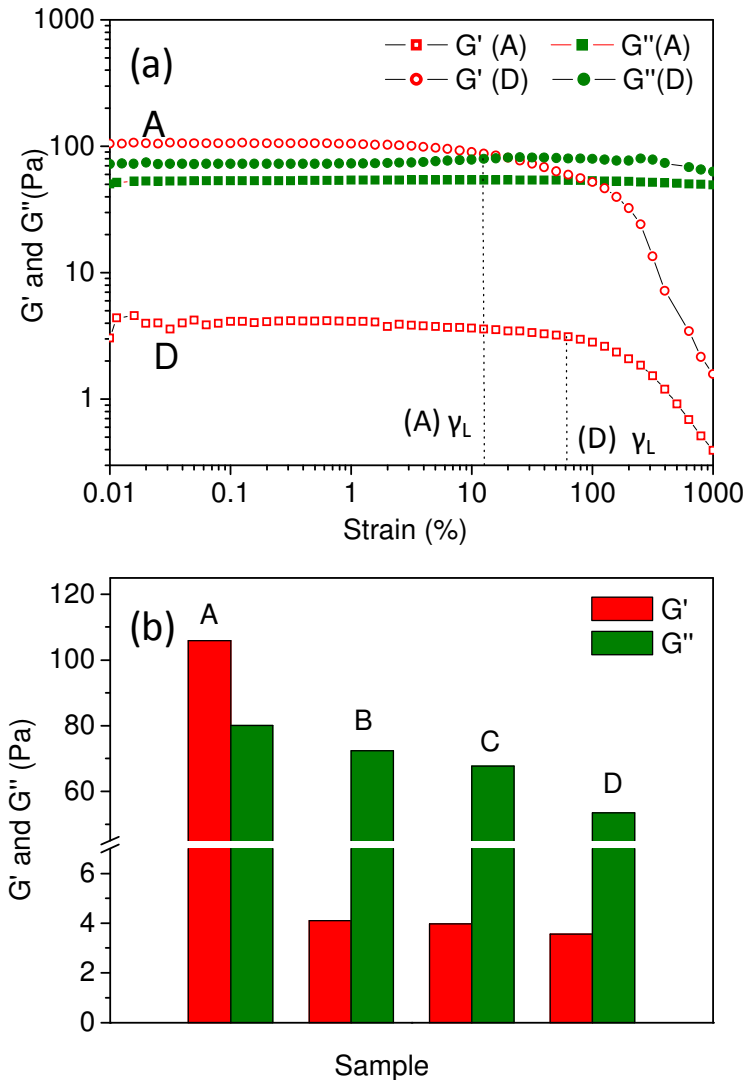 1000
(a)
G' (A) G''(A)
G' (D) G''(D)
A
100
10
D
1
(A) γL
(D) γL
G' and G''(Pa)
0.01 0.1 1 10 100 1000
Strain (%)
120
(b)
G'
G''
A
100
80
B
C
60
D
6
4
2
0
G' and G'' (Pa)
Sample